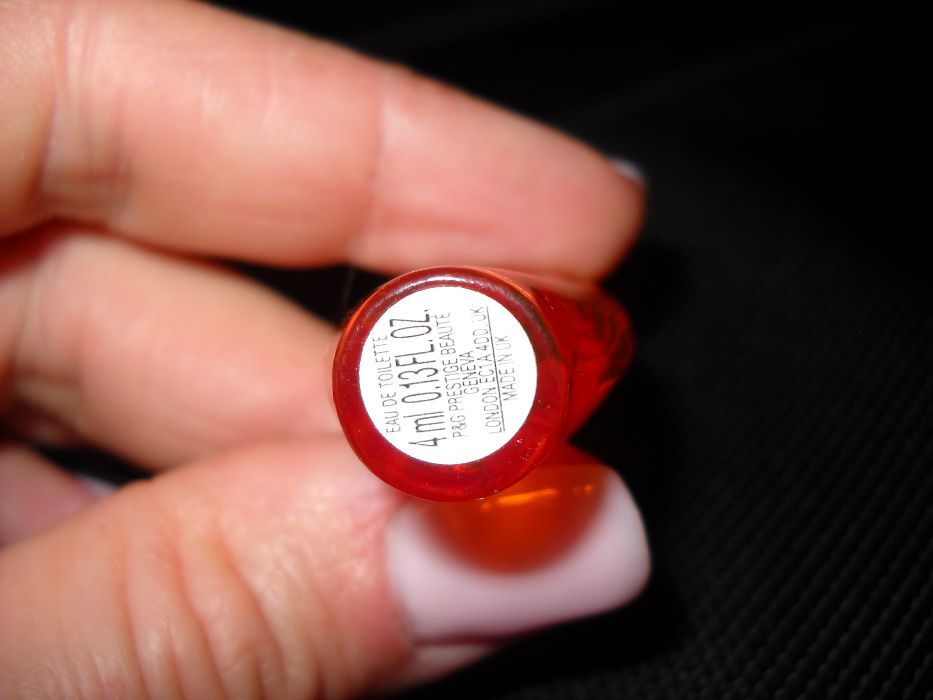 EAU DE TOILETTE
4 ml 0.13FL.OZ.
P&G PRESTIGE BEAUTE
GENEVA
LONDON EC1A 4DD. UK
MADE IN UK